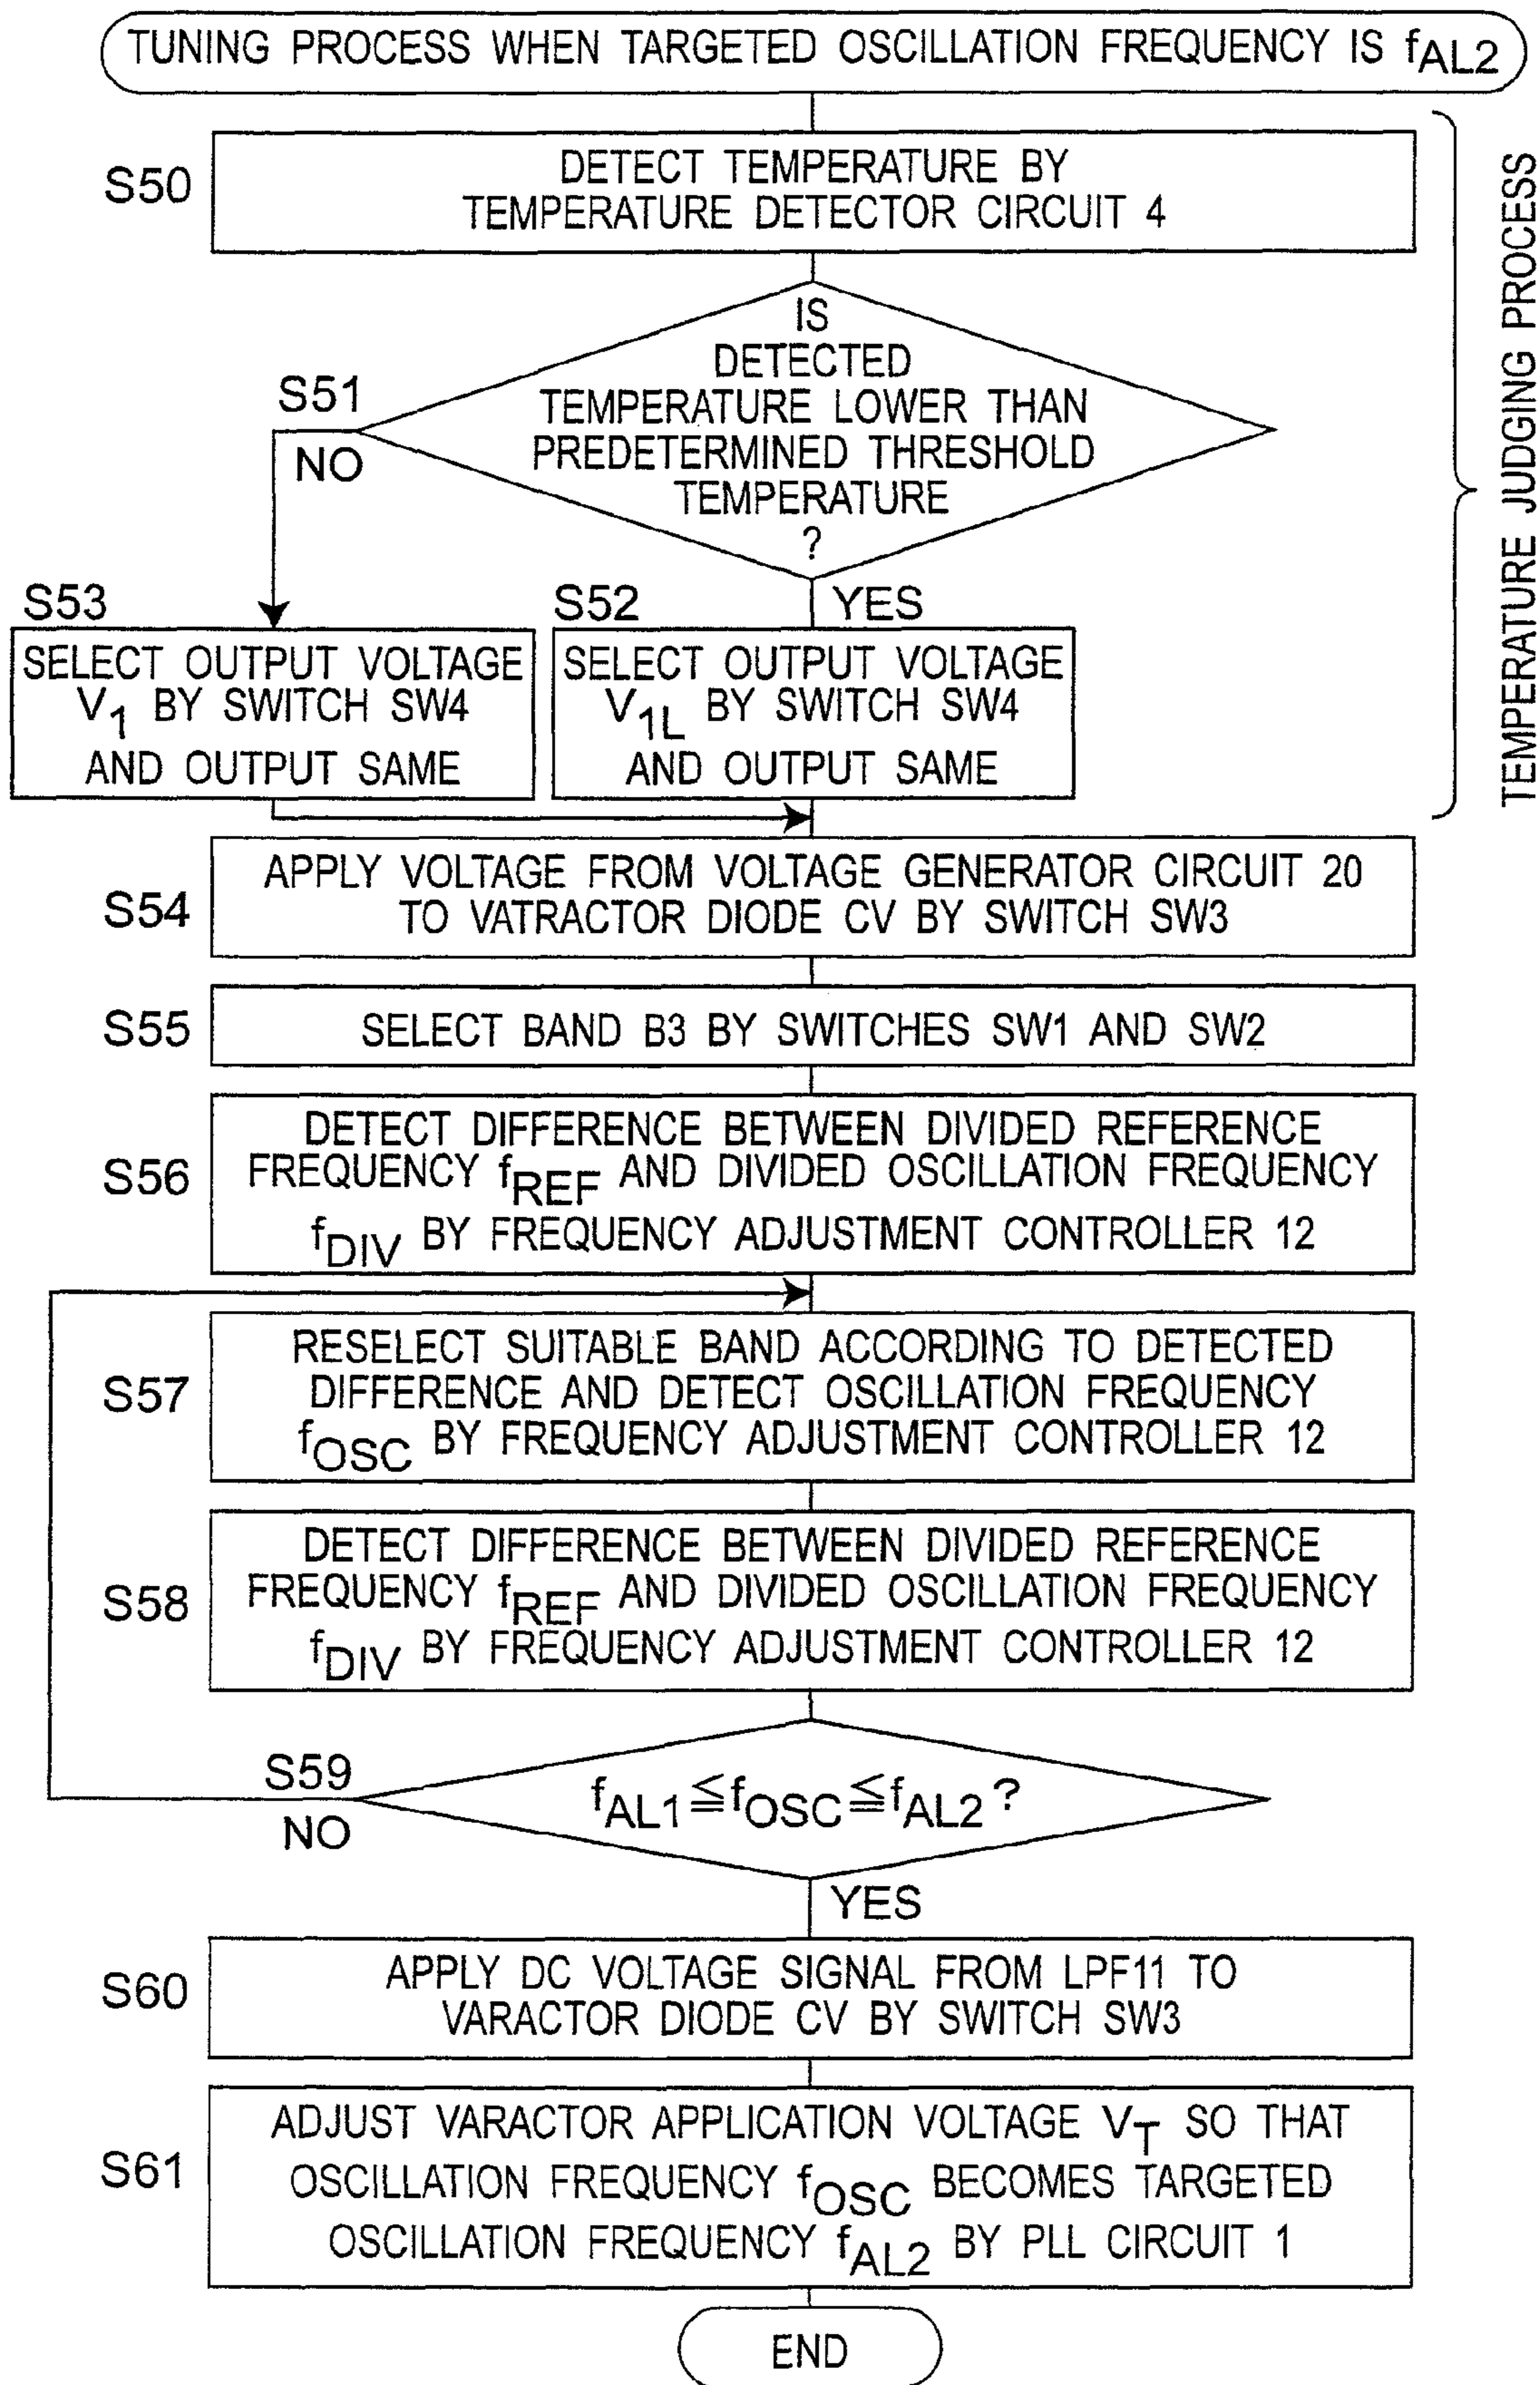 TUNING PROCESS WHEN TARGETED OSCILLATION FREQUENCY IS fAL2
S50
DETECT TEMPERATURE BY
TEMPERATURE DETECTOR CIRCUIT 4
TEMPERATURE JUDGING PROCESS
S51
IS
DETECTED
TEMPERATURE LOWER THAN
PREDETERMINED THRESHOLD
TEMPERATURE
?
NO
YES
S53
SELECT OUTPUT VOLTAGE
V1 BY SWITCH SW4
AND OUTPUT SAME
S52
SELECT OUTPUT VOLTAGE
V1L BY SWITCH SW4
AND OUTPUT SAME
S54
APPLY VOLTAGE FROM VOLTAGE GENERATOR CIRCUIT 20
TO VATRACTOR DIODE CV BY SWITCH SW3
S55
SELECT BAND B3 BY SWITCHES SW1 AND SW2
S56
DETECT DIFFERENCE BETWEEN DIVIDED REFERENCE
FREQUENCY fREF AND DIVIDED OSCILLATION FREQUENCY
fDIV BY FREQUENCY ADJUSTMENT CONTROLLER 12
S57
RESELECT SUITABLE BAND ACCORDING TO DETECTED
DIFFERENCE AND DETECT OSCILLATION FREQUENCY
fOSC BY FREQUENCY ADJUSTMENT CONTROLLER 12
S58
DETECT DIFFERENCE BETWEEN DIVIDED REFERENCE
FREQUENCY fREF AND DIVIDED OSCILLATION FREQUENCY
fDIV BY FREQUENCY ADJUSTMENT CONTROLLER 12
S59
fAL1≦fOSC≦fAL2 ?
NO
YES
S60
APPLY DC VOLTAGE SIGNAL FROM LPF11 TO
VARACTOR DIODE CV BY SWITCH SW3
S61
ADJUST VARACTOR APPLICATION VOLTAGE VT SO THAT
OSCILLATION FREQUENCY fOSC BECOMES TARGETED
OSCILLATION FREQUENCY fAL2 BY PLL CIRCUIT 1
END